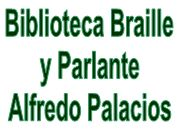 Biblioteca Braille
y Parlante
Alfredo Palacios